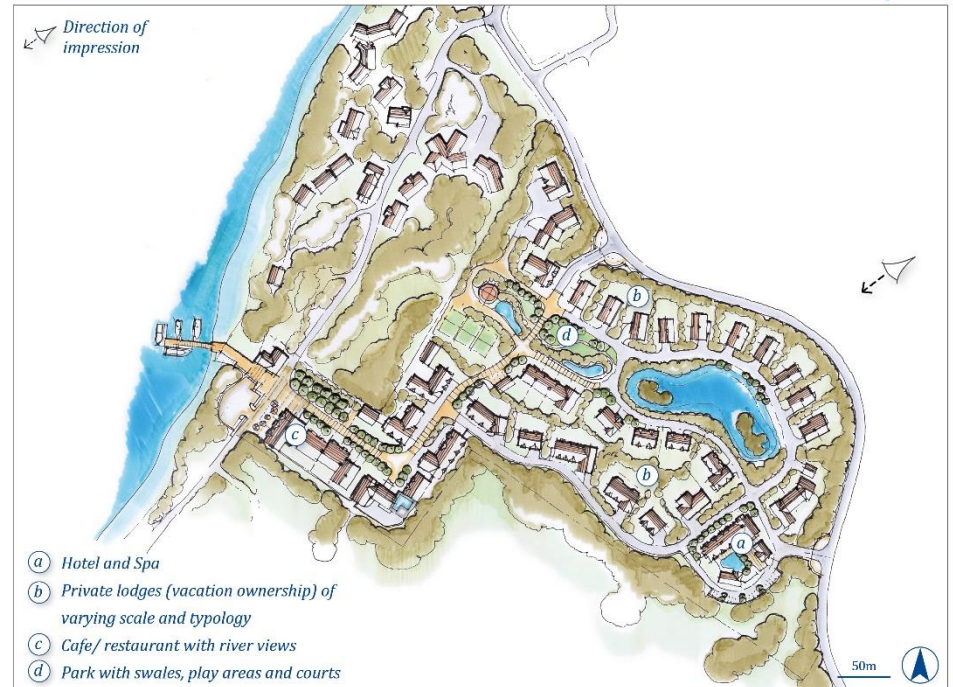 Direction of
impression
b
d
c
b
a
a Hotel and Spa
b Private lodges (vacation ownership) of
varying scale and typology
c Cafe/ restaurant with river views
d Park with swales, play areas and courts
50m